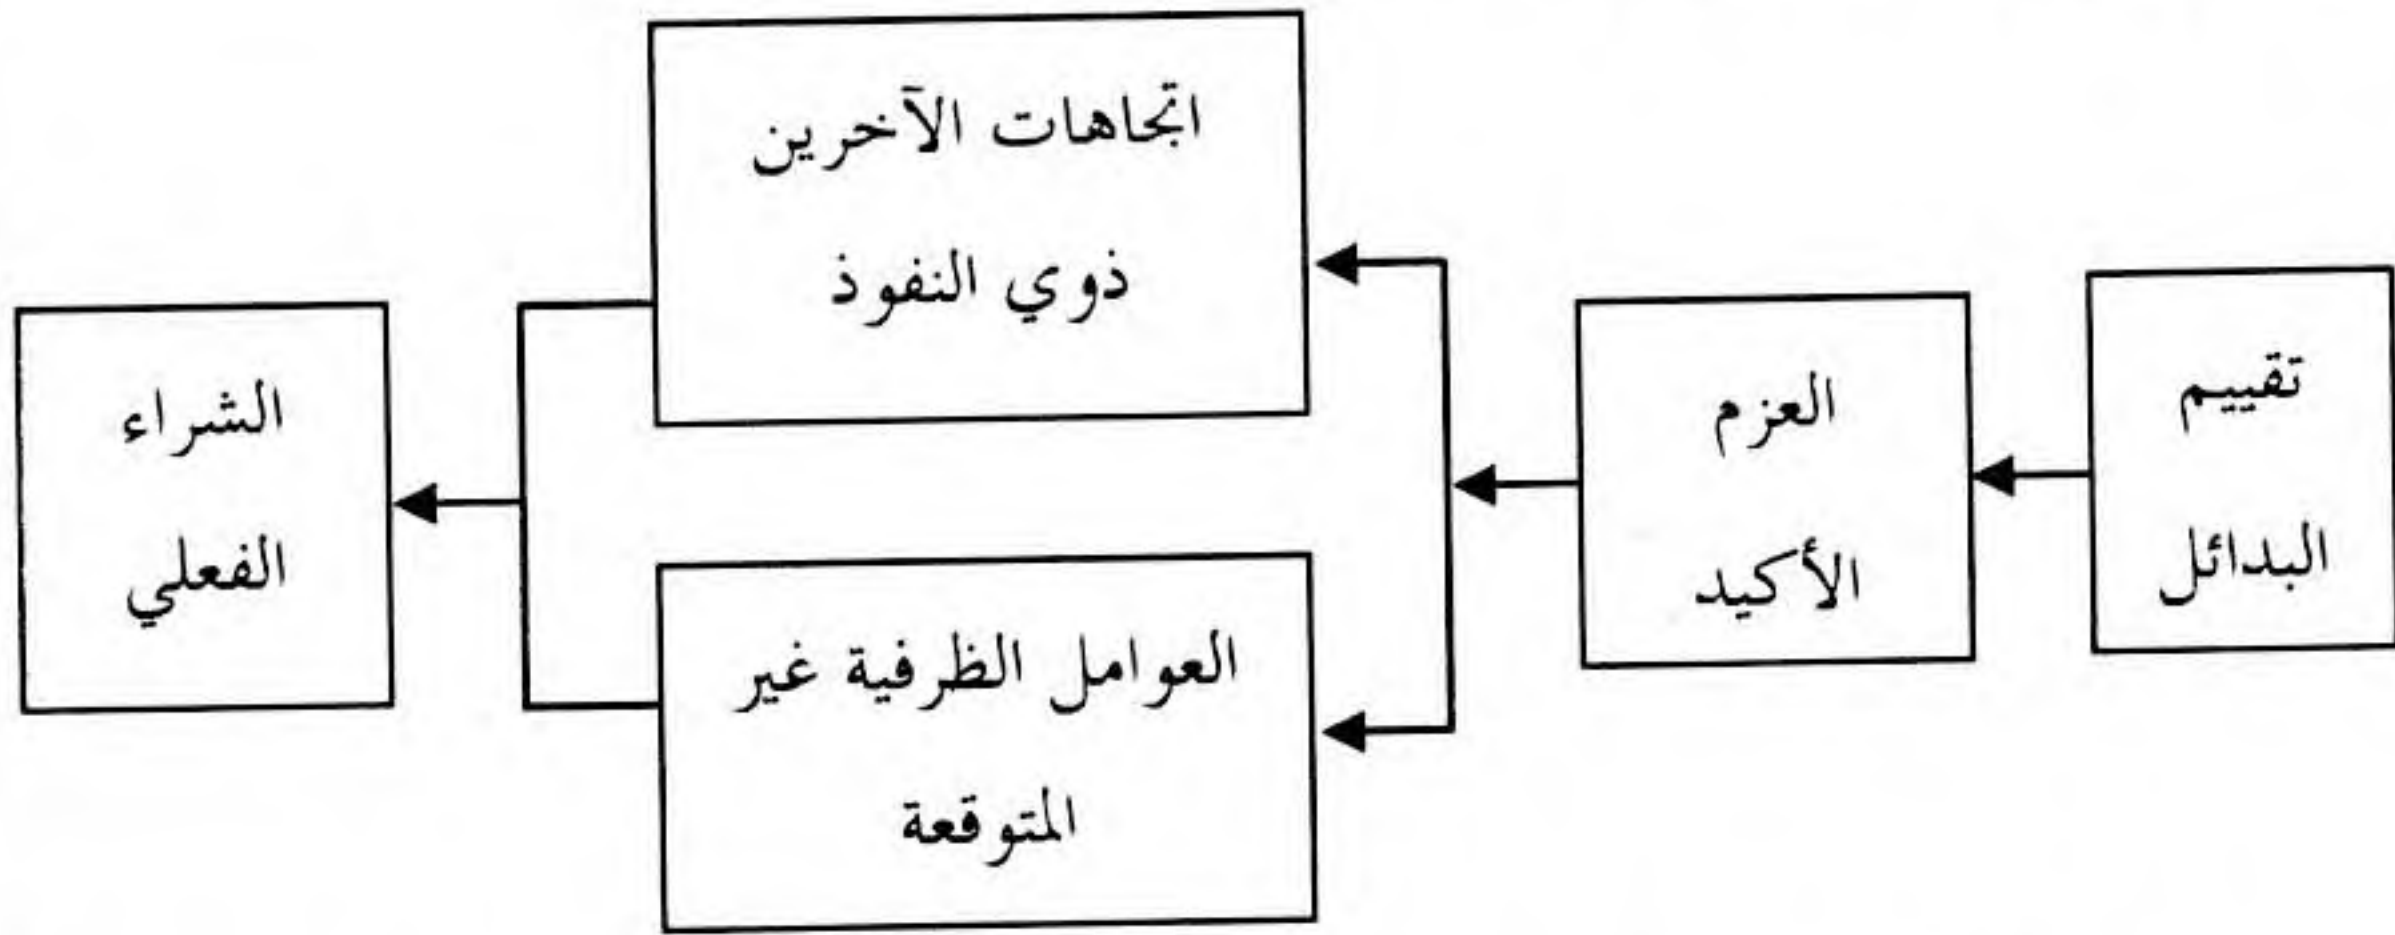 تقييم
البدائل
العزم
الأكيد
اتجاهات الآخرين
ذوي النفوذ
العوامل الظرفية غير
المتوقعة
الشراء
الفعلي